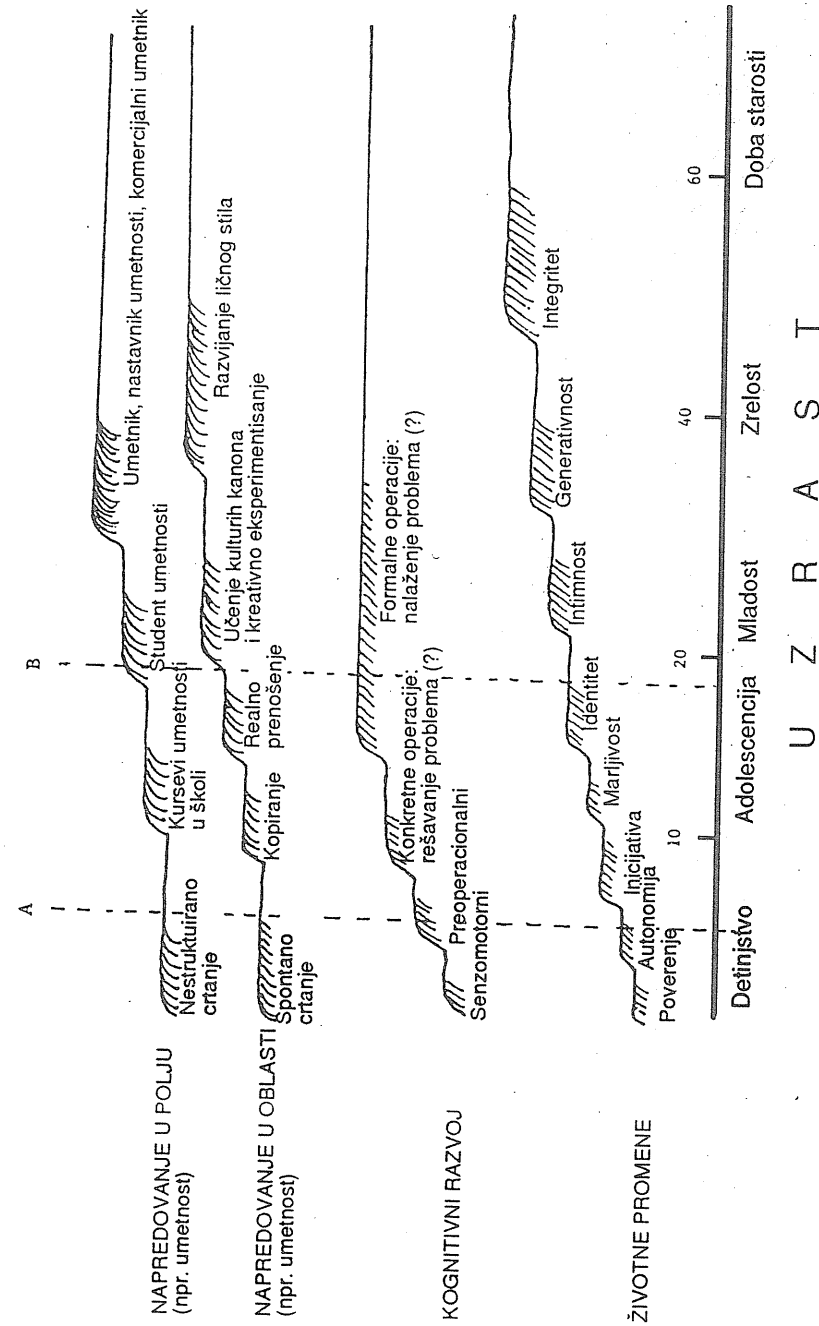 A
B
NAPREDOVANJE U POLJU
(npr. umetnost)
Nestruktuirano
crtanje
Kursevi umetnosti
u školi
Student umetnosti
Umetnik, nastavnik umetnosti, komercijalni umetnik
NAPREDOVANJE U OBLASTI
(npr. umetnost)
Spontano
crtanje
Kopiranje
Realno
prenošenje
Učenje kulturih kanona
i kreativno eksperimentisanje
Razvijanje ličnog stila
KOGNITIVNI RAZVOJ
Senzomotorni
Preoperacionalni
Konkretne operacije:
rešavanje problema (?)
Formalne operacije:
nalaženje problema (?)
ŽIVOTNE PROMENE
Poverenje
Autonomija
Inicijativa
Marljivost
Identitet
Intimnost
Generativnost
Integritet
10
20
40
60
Detinjstvo
Adolescencija
Mladost
Zrelost
Doba starosti
U Z R A S T